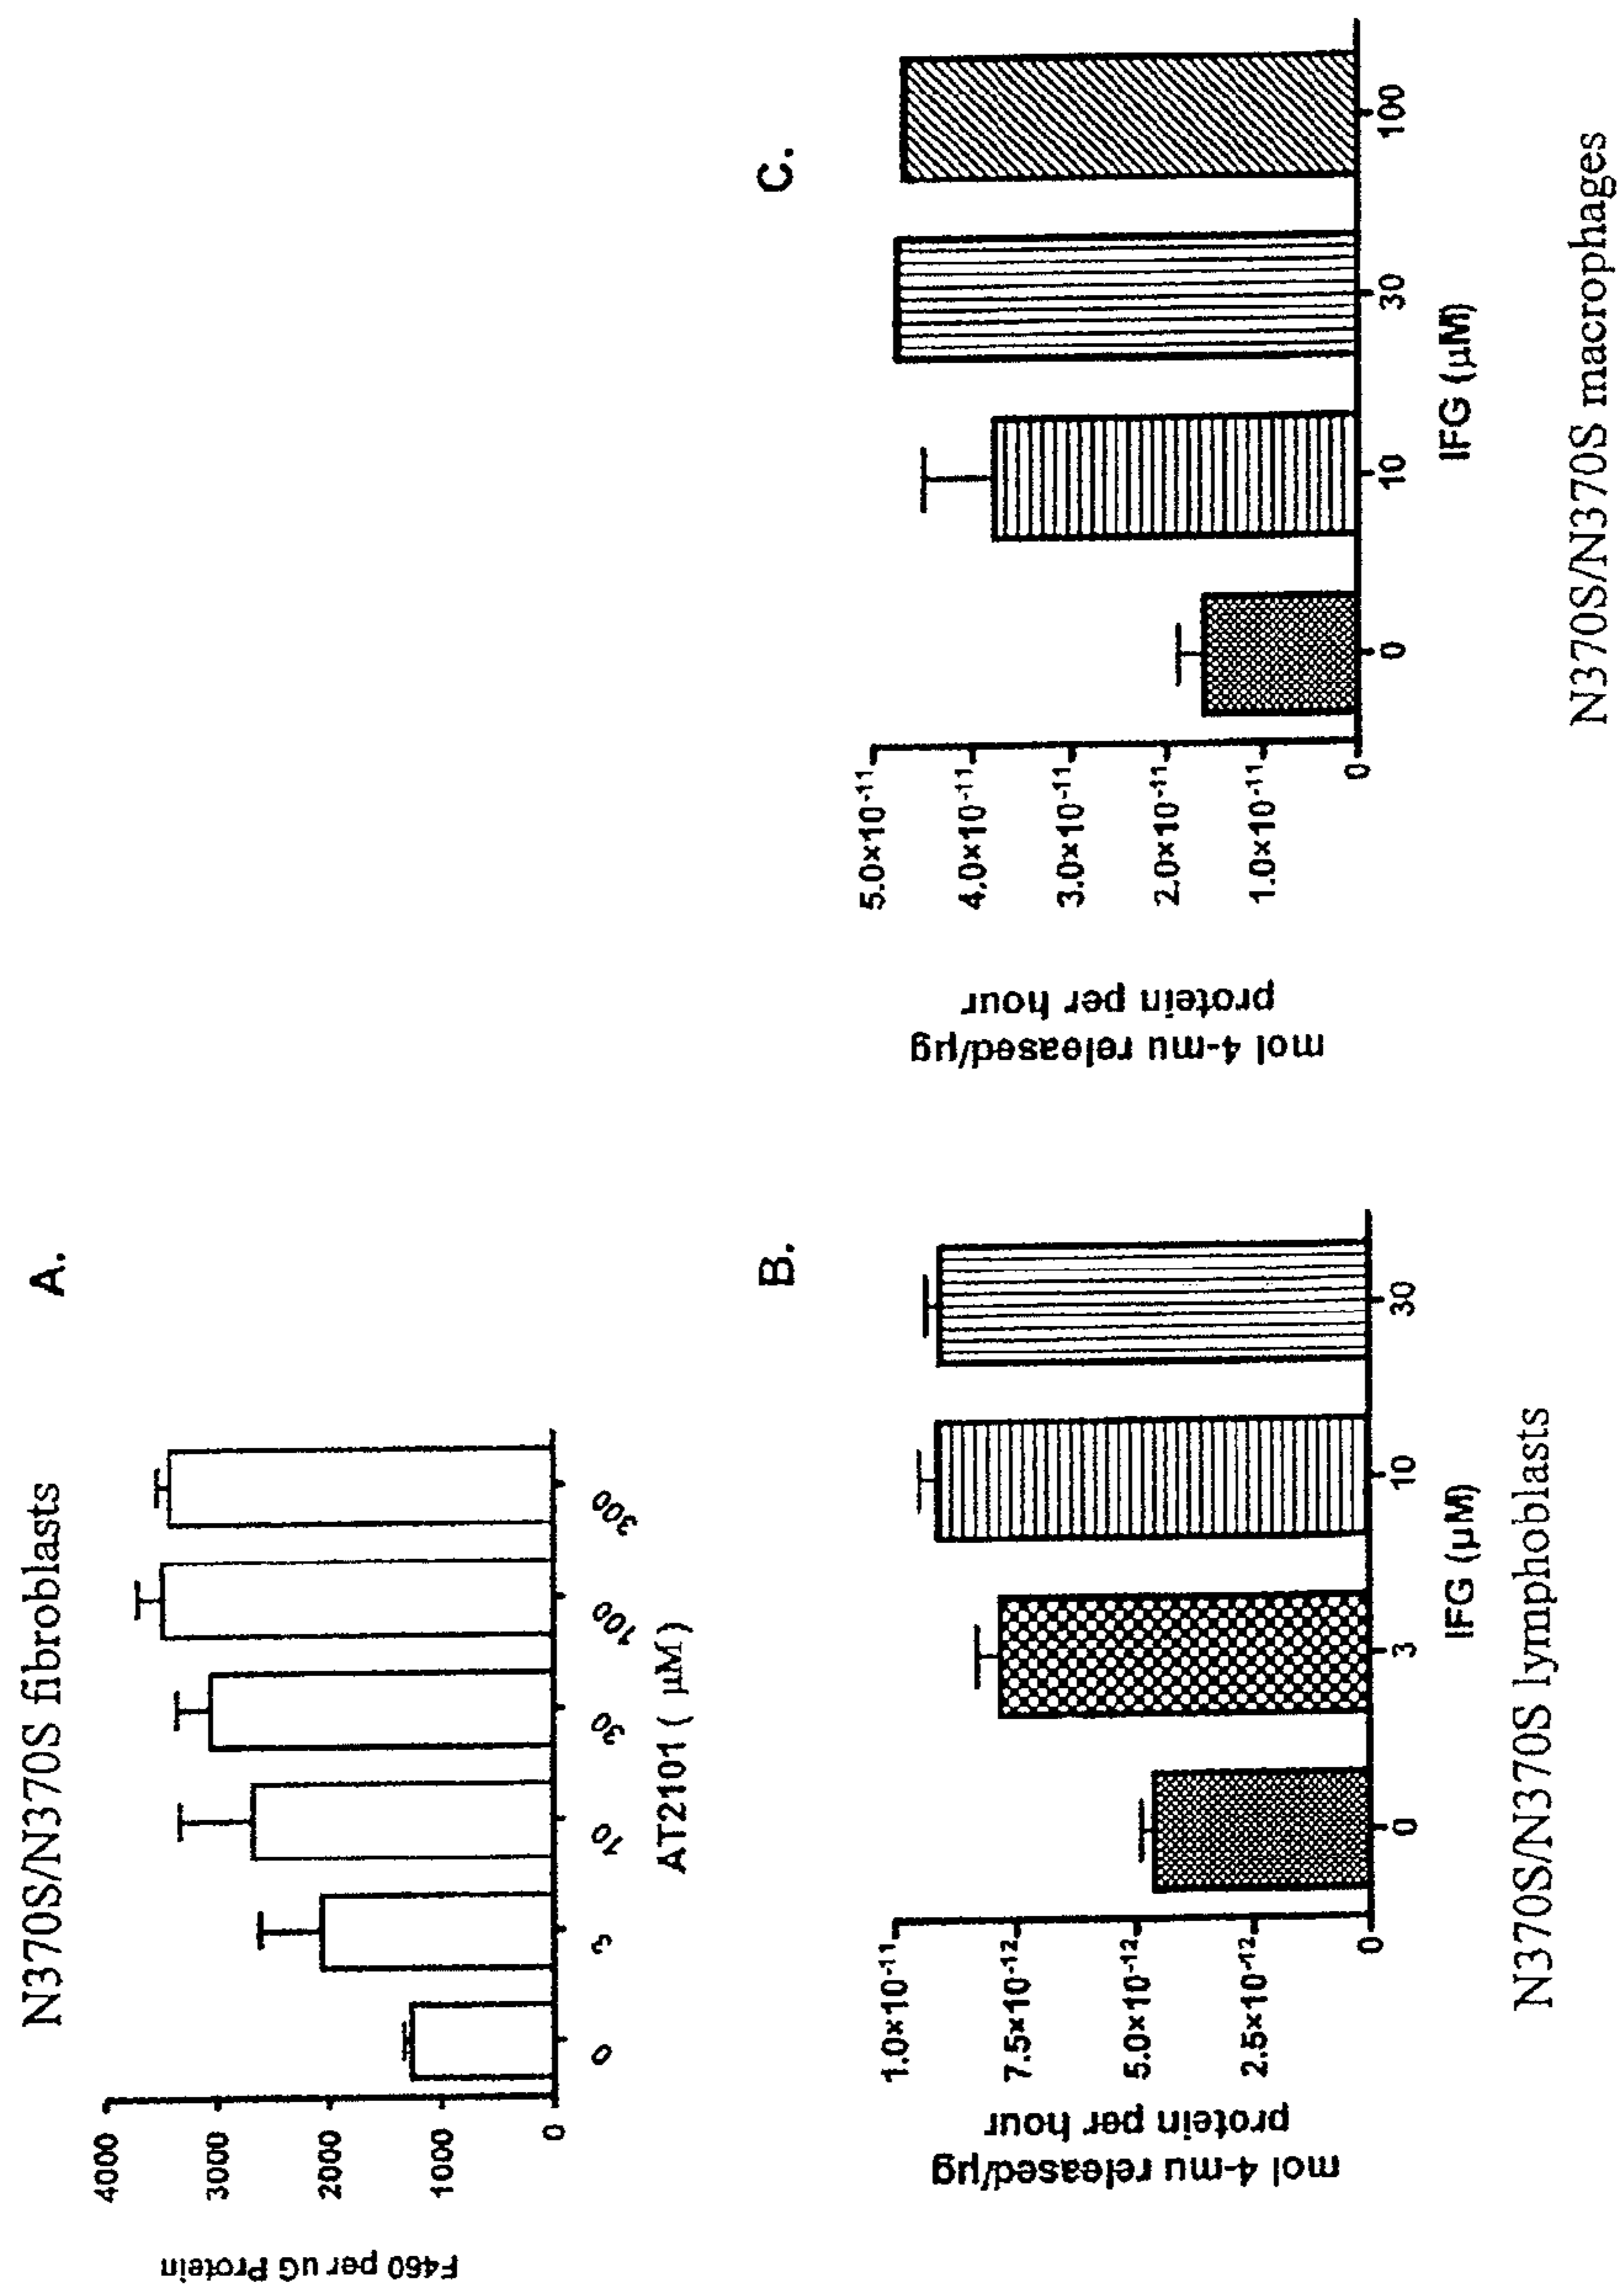 A.
N370S/N370S fibroblasts
F460 per uG Protein
4000
3000
2000
1000
0
0
3
10
30
100
300
AT2101 ( μM)
B.
mol 4-mu released/μg
protein per hour
1.0×10⁻¹¹
7.5×10⁻¹²
5.0×10⁻¹²
2.5×10⁻¹²
0
0
3
10
30
IFG (μM)
N370S/N370S lymphoblasts
C.
mol 4-mu released/μg
protein per hour
5.0×10⁻¹¹
4.0×10⁻¹¹
3.0×10⁻¹¹
2.0×10⁻¹¹
1.0×10⁻¹¹
0
0
10
30
100
IFG (μM)
N370S/N370S macrophages